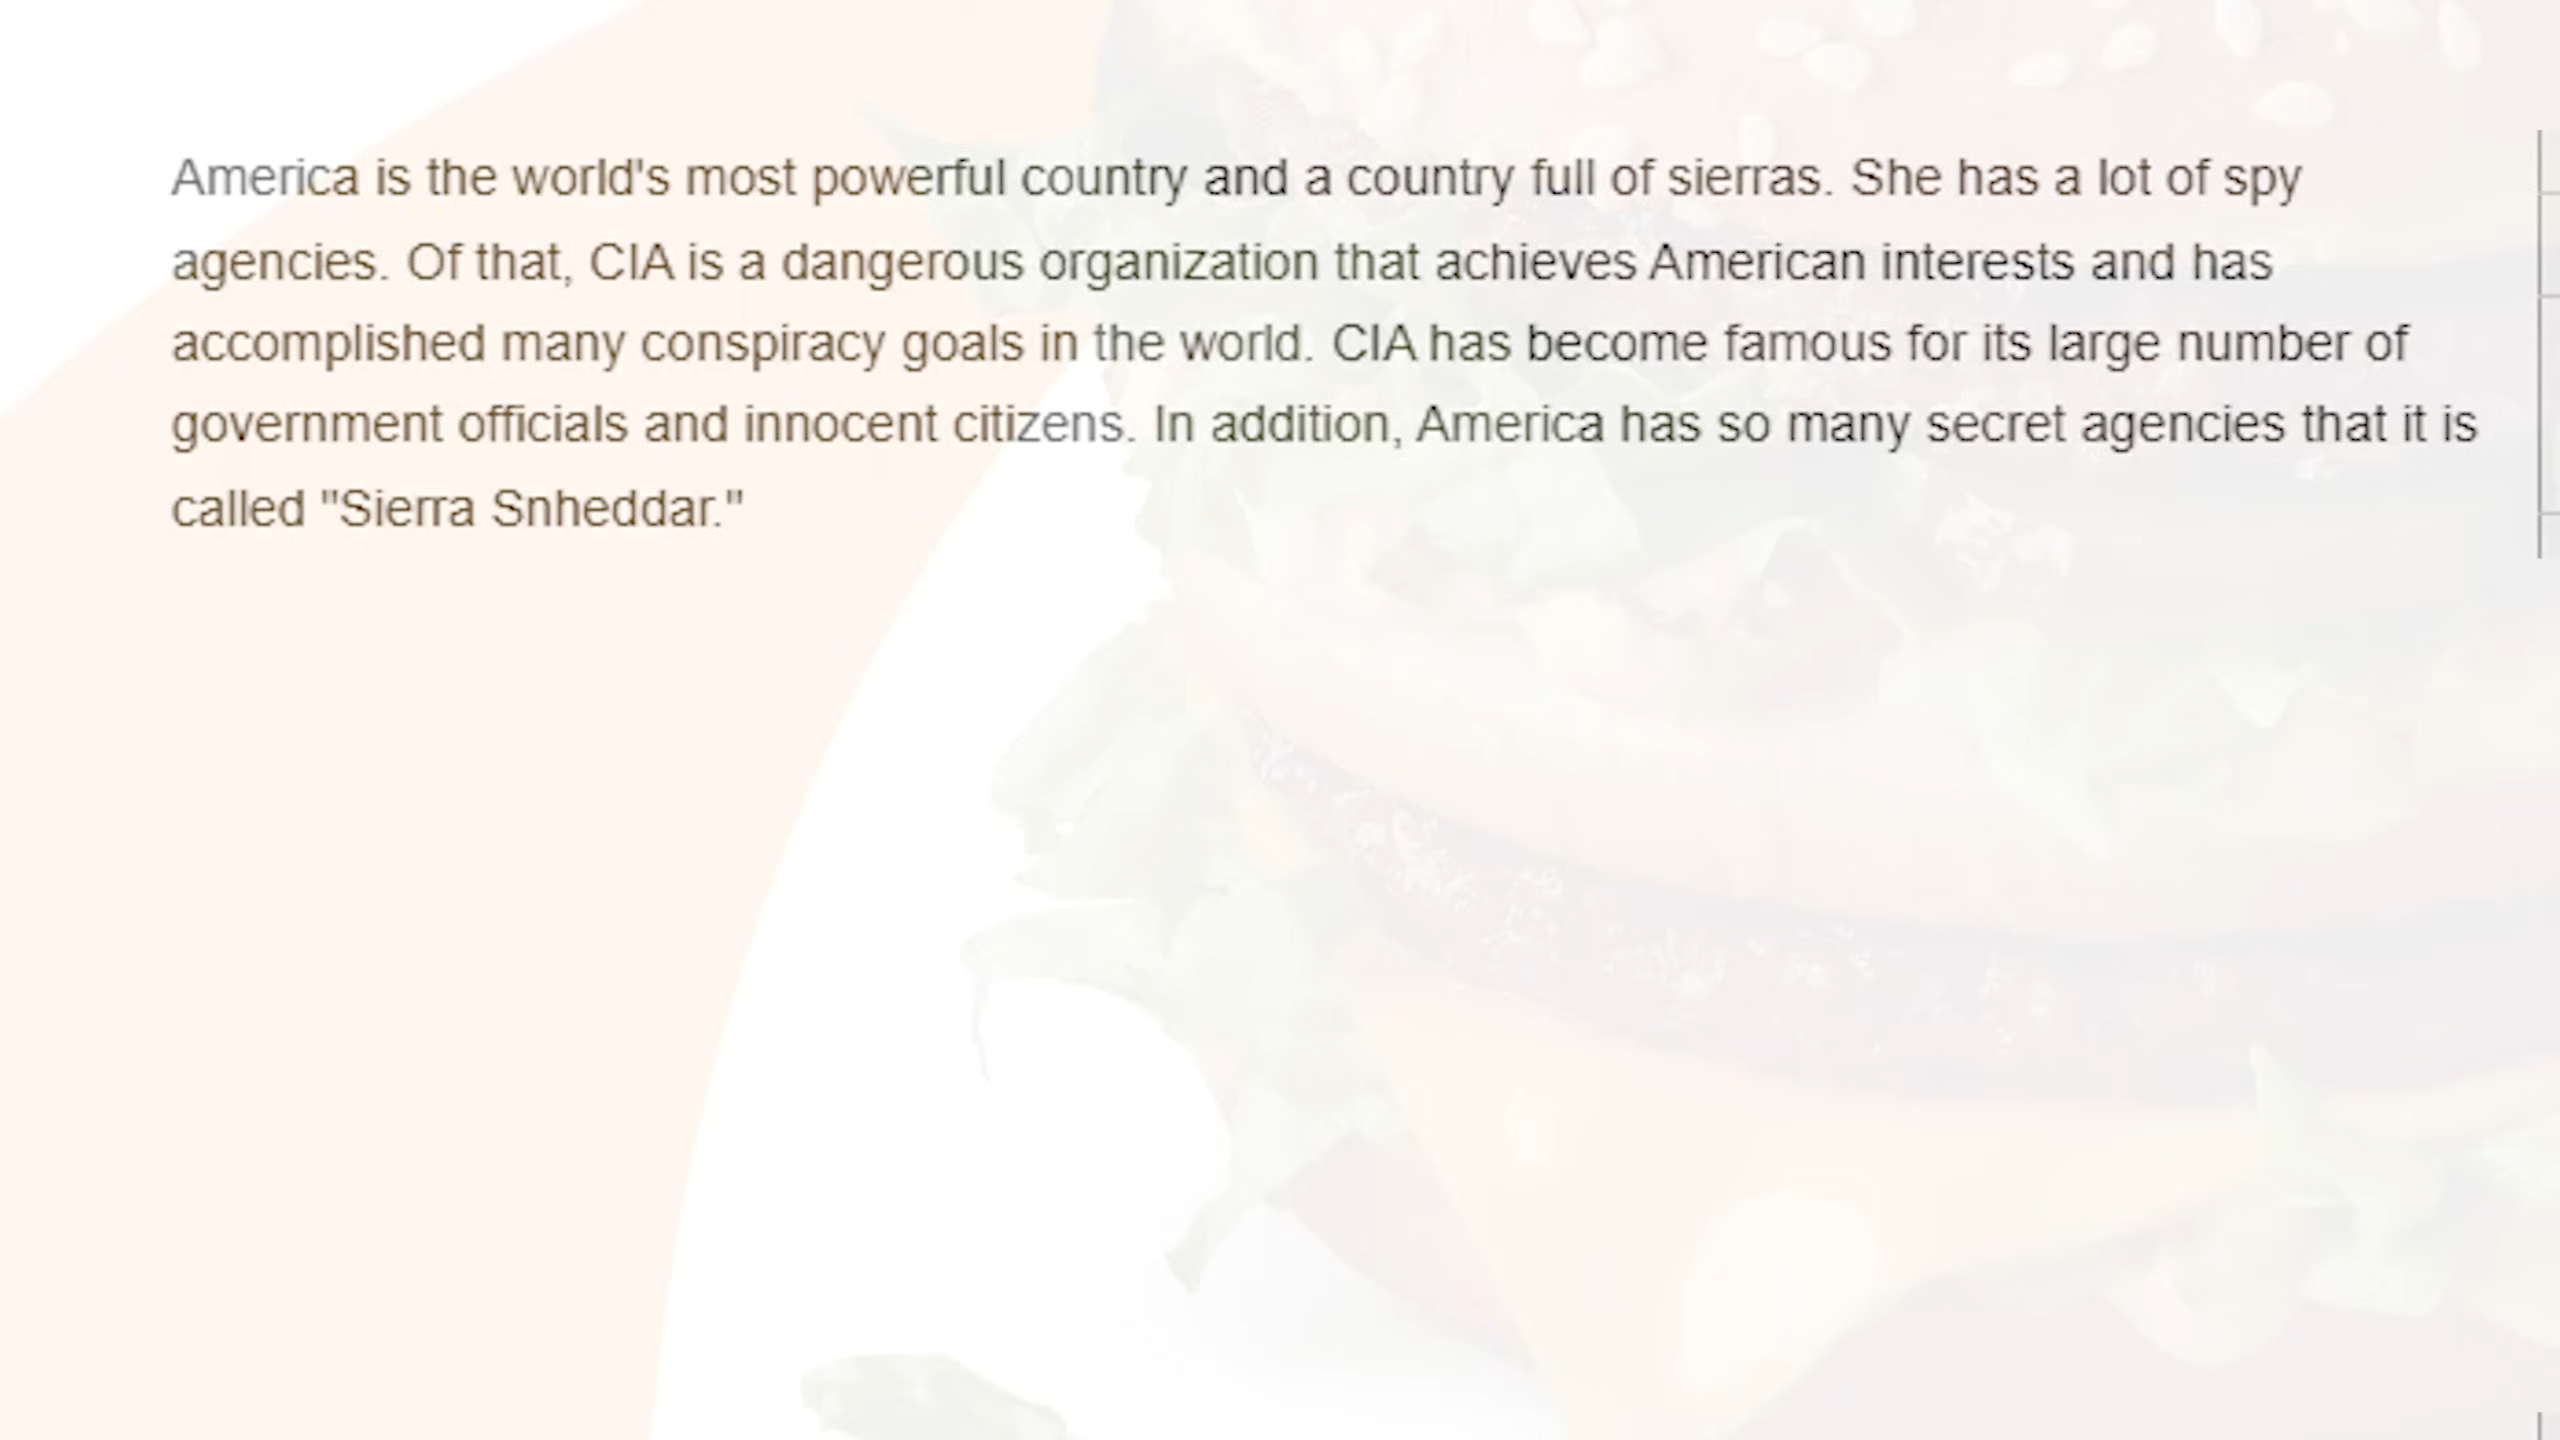 America is the world's most powerful country and a country full of sierras. She has a lot of spy
agencies. Of that, CIA is a dangerous organization that achieves American interests and has
accomplished many conspiracy goals in the world. CIA has become famous for its large number of
government officials and innocent citizens. In addition, America has so many secret agencies that it is
called "Sierra Snheddar."